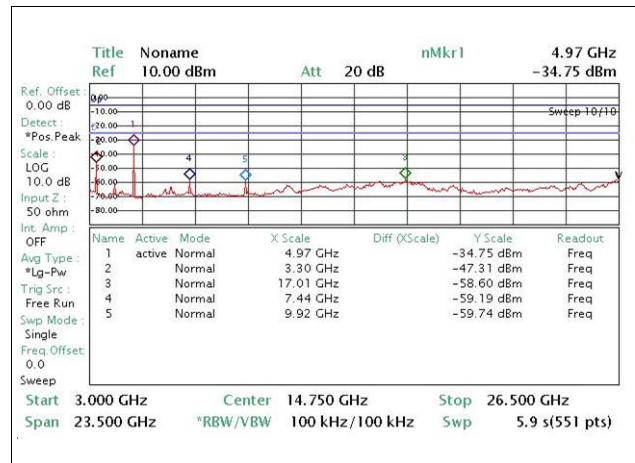 Title Noname nMkr1 4.97 GHz
Ref 10.00 dBm Att 20 dB -34.75 dBm
Ref. Offset :
0.00 dB
Detect :
*Pos.Peak
Scale :
LOG
10.0 dB
Input Z :
50 ohm
Int. Amp :
OFF
Avg Type :
*Lg-Pw
Trig Src :
Free Run
Swp Mode :
Single
Freq.Offset:
0.0
Sweep
0.00
-10.00
Sweep 10/10
-20.00
1
4
5
3
-50.00
-60.00
-70.00
-80.00
Name Active Mode X Scale Diff (XScale) Y Scale Readout
1 active Normal 4.97 GHz -34.75 dBm Freq
2 Normal 3.30 GHz -47.31 dBm Freq
3 Normal 17.01 GHz -58.60 dBm Freq
4 Normal 7.44 GHz -59.19 dBm Freq
5 Normal 9.92 GHz -59.74 dBm Freq
Start 3.000 GHz Center 14.750 GHz Stop 26.500 GHz
Span 23.500 GHz *RBW/VBW 100 kHz/100 kHz Swp 5.9 s(551 pts)